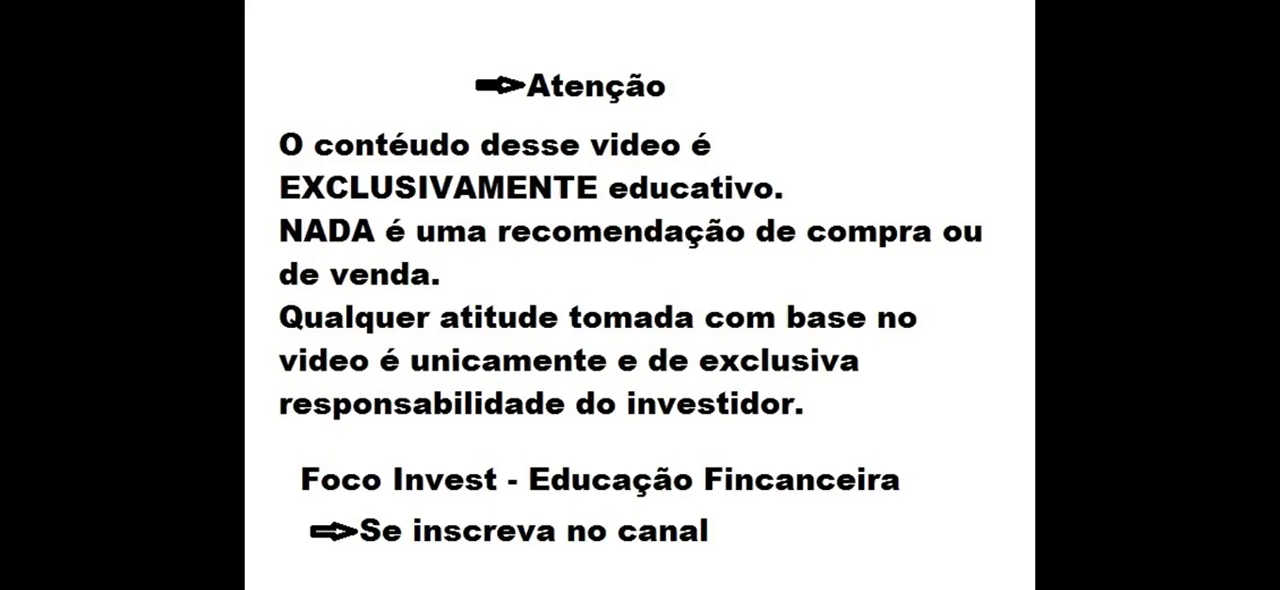 Atenção
O contéudo desse video é
EXCLUSIVAMENTE educativo.
NADA é uma recomendação de compra ou
de venda.
Qualquer atitude tomada com base no
video é unicamente e de exclusiva
responsabilidade do investidor.
Foco Invest - Educação Fincanceira
Se inscreva no canal